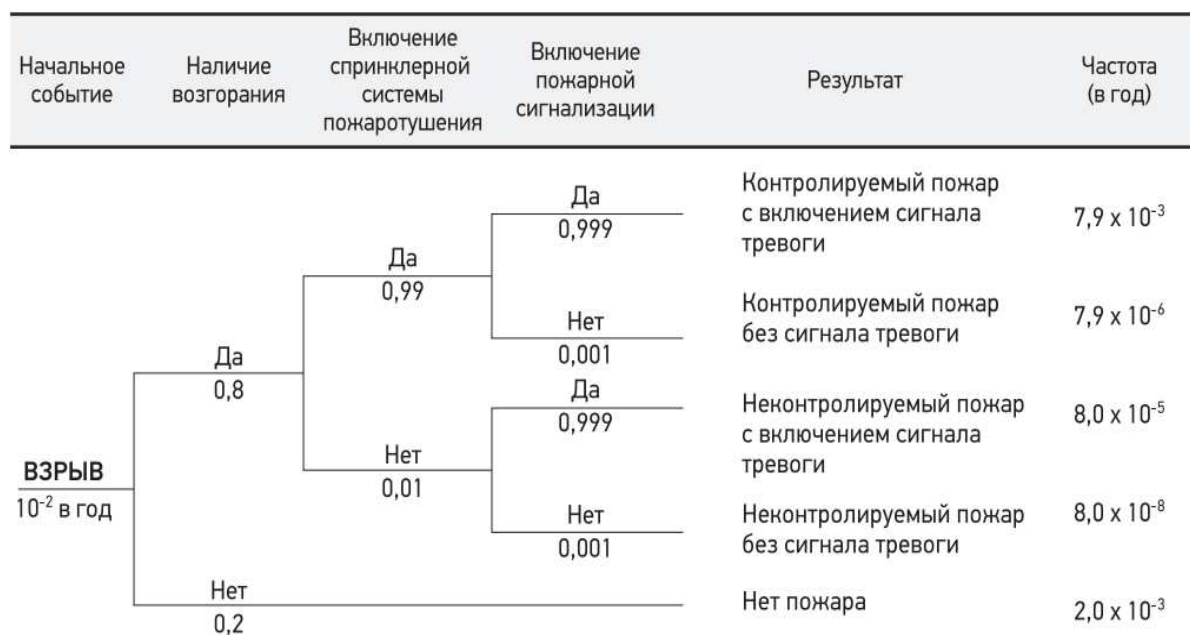 Начальное
событие
Наличие
возгорания
Включение
спринклерной
системы
пожаротушения
Включение
пожарной
сигнализации
Результат
Частота
(в год)
Да
0,999
Контролируемый пожар
с включением сигнала
тревоги
7,9 x 10⁻³
Да
0,99
Нет
0,001
Контролируемый пожар
без сигнала тревоги
7,9 x 10⁻⁶
Да
0,8
Да
0,999
Неконтролируемый пожар
с включением сигнала
тревоги
8,0 x 10⁻⁵
Нет
0,01
ВЗРЫВ
10⁻² в год
Нет
0,001
Неконтролируемый пожар
без сигнала тревоги
8,0 x 10⁻⁸
Нет
0,2
Нет пожара
2,0 x 10⁻³